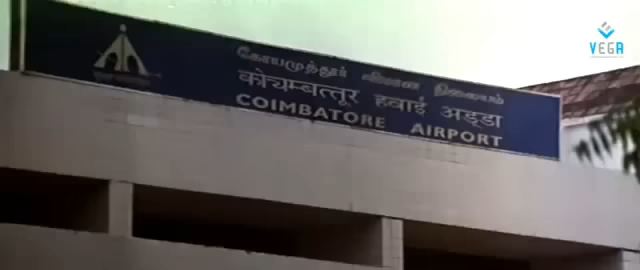 கோயமுத்தூர் விமான நிலையம்
कोयम्बत्तूर हवाई अड्डा
COIMBATORE AIRPORT
VEGA